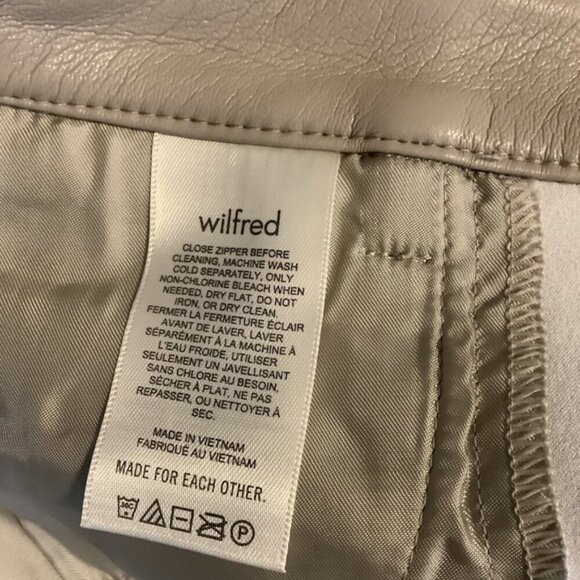 wilfred
CLOSE ZIPPER BEFORE
CLEANING, MACHINE WASH
COLD SEPARATELY, ONLY
NON-CHLORINE BLEACH WHEN
NEEDED, DRY FLAT, DO NOT
IRON, OR DRY CLEAN.
FERMER LA FERMETURE ÉCLAIR
AVANT DE LAVER, LAVER
SÉPARÉMENT À LA MACHINE À
L'EAU FROIDE, UTILISER
SEULEMENT UN JAVELLISANT
SANS CHLORE AU BESOIN,
SÉCHER À PLAT, NE PAS
REPASSER, OU NETTOYER À
SEC.
MADE IN VIETNAM
FABRIQUÉ AU VIETNAM
MADE FOR EACH OTHER.
30C P